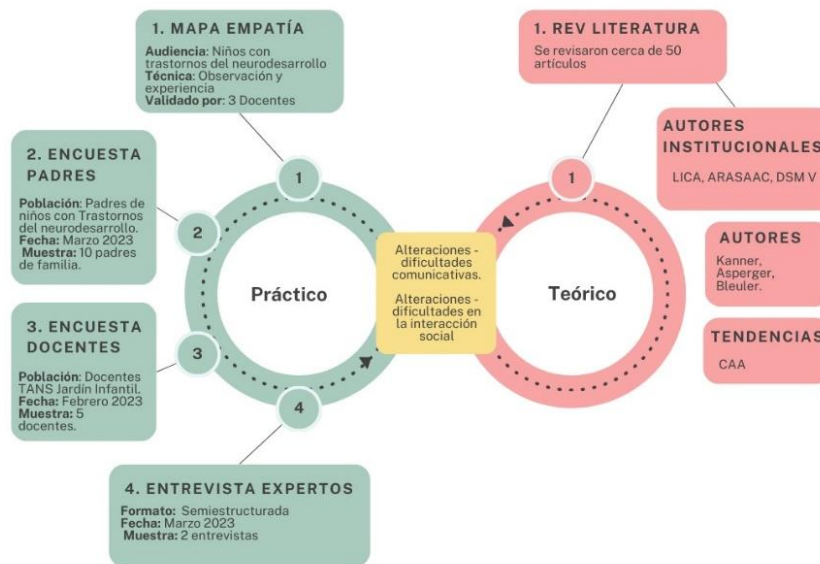 1. MAPA EMPATÍA
Audiencia: Niños con
trastornos del neurodesarrollo
Técnica: Observación y
experiencia
Validado por: 3 Docentes
2. ENCUESTA
PADRES
Población: Padres de
niños con Trastornos
del neurodesarrollo.
Fecha: Marzo 2023
Muestra: 10 padres
de familia.
3. ENCUESTA
DOCENTES
Población: Docentes
TANS Jardín Infantil.
Fecha: Febrero 2023
Muestra: 5
docentes.
4. ENTREVISTA EXPERTOS
Formato: Semiestructurada
Fecha: Marzo 2023
Muestra: 2 entrevistas
1
2
3
4
Práctico
Alteraciones -
dificultades
comunicativas.
Alteraciones -
dificultades en
la interacción
social
1
Teórico
1. REV LITERATURA
Se revisaron cerca de 50
artículos
AUTORES
INSTITUCIONALES
LICA, ARASAAC, DSM V
AUTORES
Kanner,
Asperger,
Bleuler.
TENDENCIAS
CAA